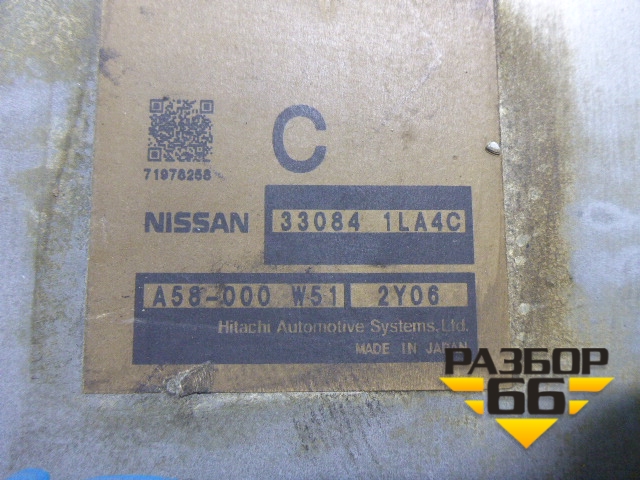 C
71978258
NISSAN 33084 1LA4C
A58-000 W51 2Y06
Hitachi Automotive Systems, Ltd.
MADE IN JAPAN
РАЗБОР
66